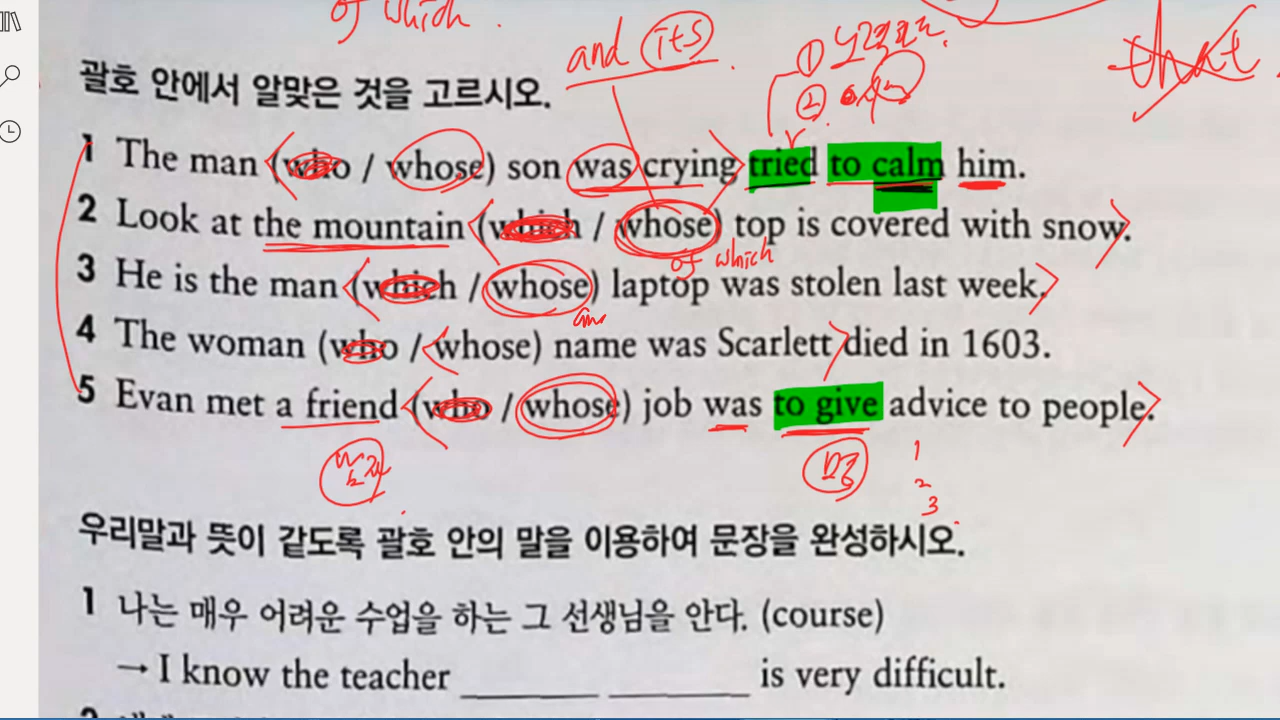 of which.
and its
① 노력하다.
②
that
괄호 안에서 알맞은 것을 고르시오.
1 The man (who / whose) son was crying tried to calm him.
2 Look at the mountain (which / whose) top is covered with snow.
of which
3 He is the man (which / whose) laptop was stolen last week.
4 The woman (who / whose) name was Scarlett died in 1603.
5 Evan met a friend (who / whose) job was to give advice to people.
1
2
3
우리말과 뜻이 같도록 괄호 안의 말을 이용하여 문장을 완성하시오.
1 나는 매우 어려운 수업을 하는 그 선생님을 안다. (course)
→ I know the teacher ________ ________ is very difficult.